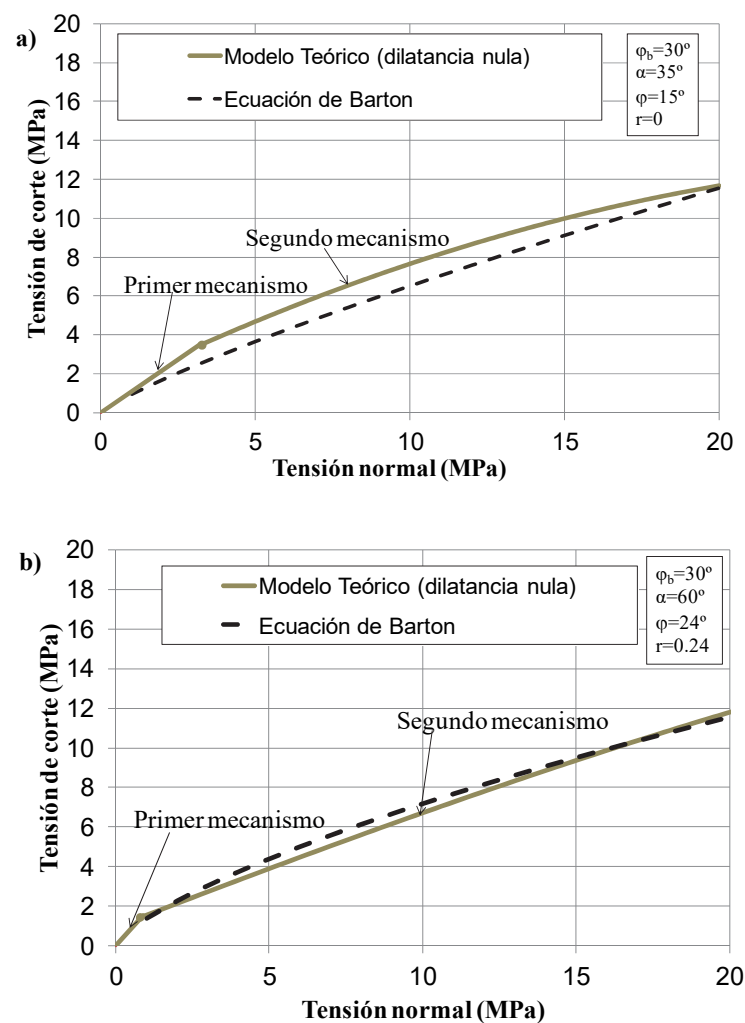 a)
Tensión de corte (MPa)
20
18
16
14
12
10
8
6
4
2
0
Modelo Teórico (dilatancia nula)
Ecuación de Barton
φb=30º
α=35º
φ=15º
r=0
Segundo mecanismo
Primer mecanismo
0 5 10 15 20
Tensión normal (MPa)
b)
Tensión de corte (MPa)
20
18
16
14
12
10
8
6
4
2
0
Modelo Teórico (dilatancia nula)
Ecuación de Barton
φb=30º
α=60º
φ=24º
r=0.24
Segundo mecanismo
Primer mecanismo
0 5 10 15 20
Tensión normal (MPa)